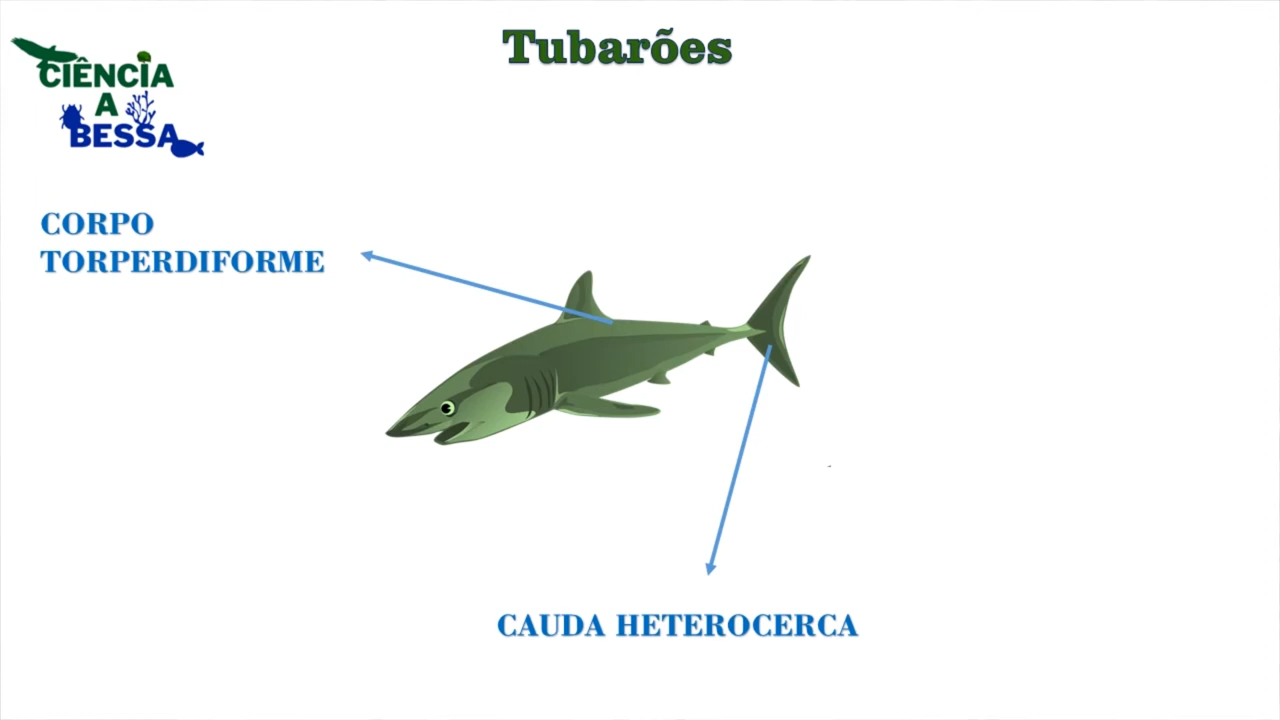 Tubarões
CIÊNCIA
A
BESSA
CORPO
TORPERDIFORME
CAUDA HETEROCERCA